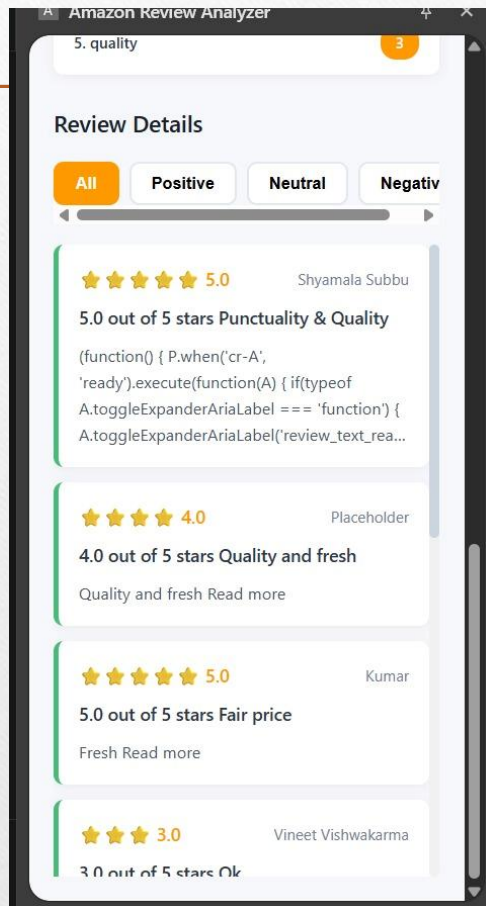 A Amazon Review Analyzer
5. quality
3
Review Details
All Positive Neutral Negativ
5.0 Shyamala Subbu
5.0 out of 5 stars Punctuality & Quality
(function() { P.when('cr-A',
'ready').execute(function(A) { if(typeof
A.toggleExpanderAriaLabel === 'function') {
A.toggleExpanderAriaLabel('review_text_rea...
4.0 Placeholder
4.0 out of 5 stars Quality and fresh
Quality and fresh Read more
5.0 Kumar
5.0 out of 5 stars Fair price
Fresh Read more
3.0 Vineet Vishwakarma
3.0 out of 5 stars Ok